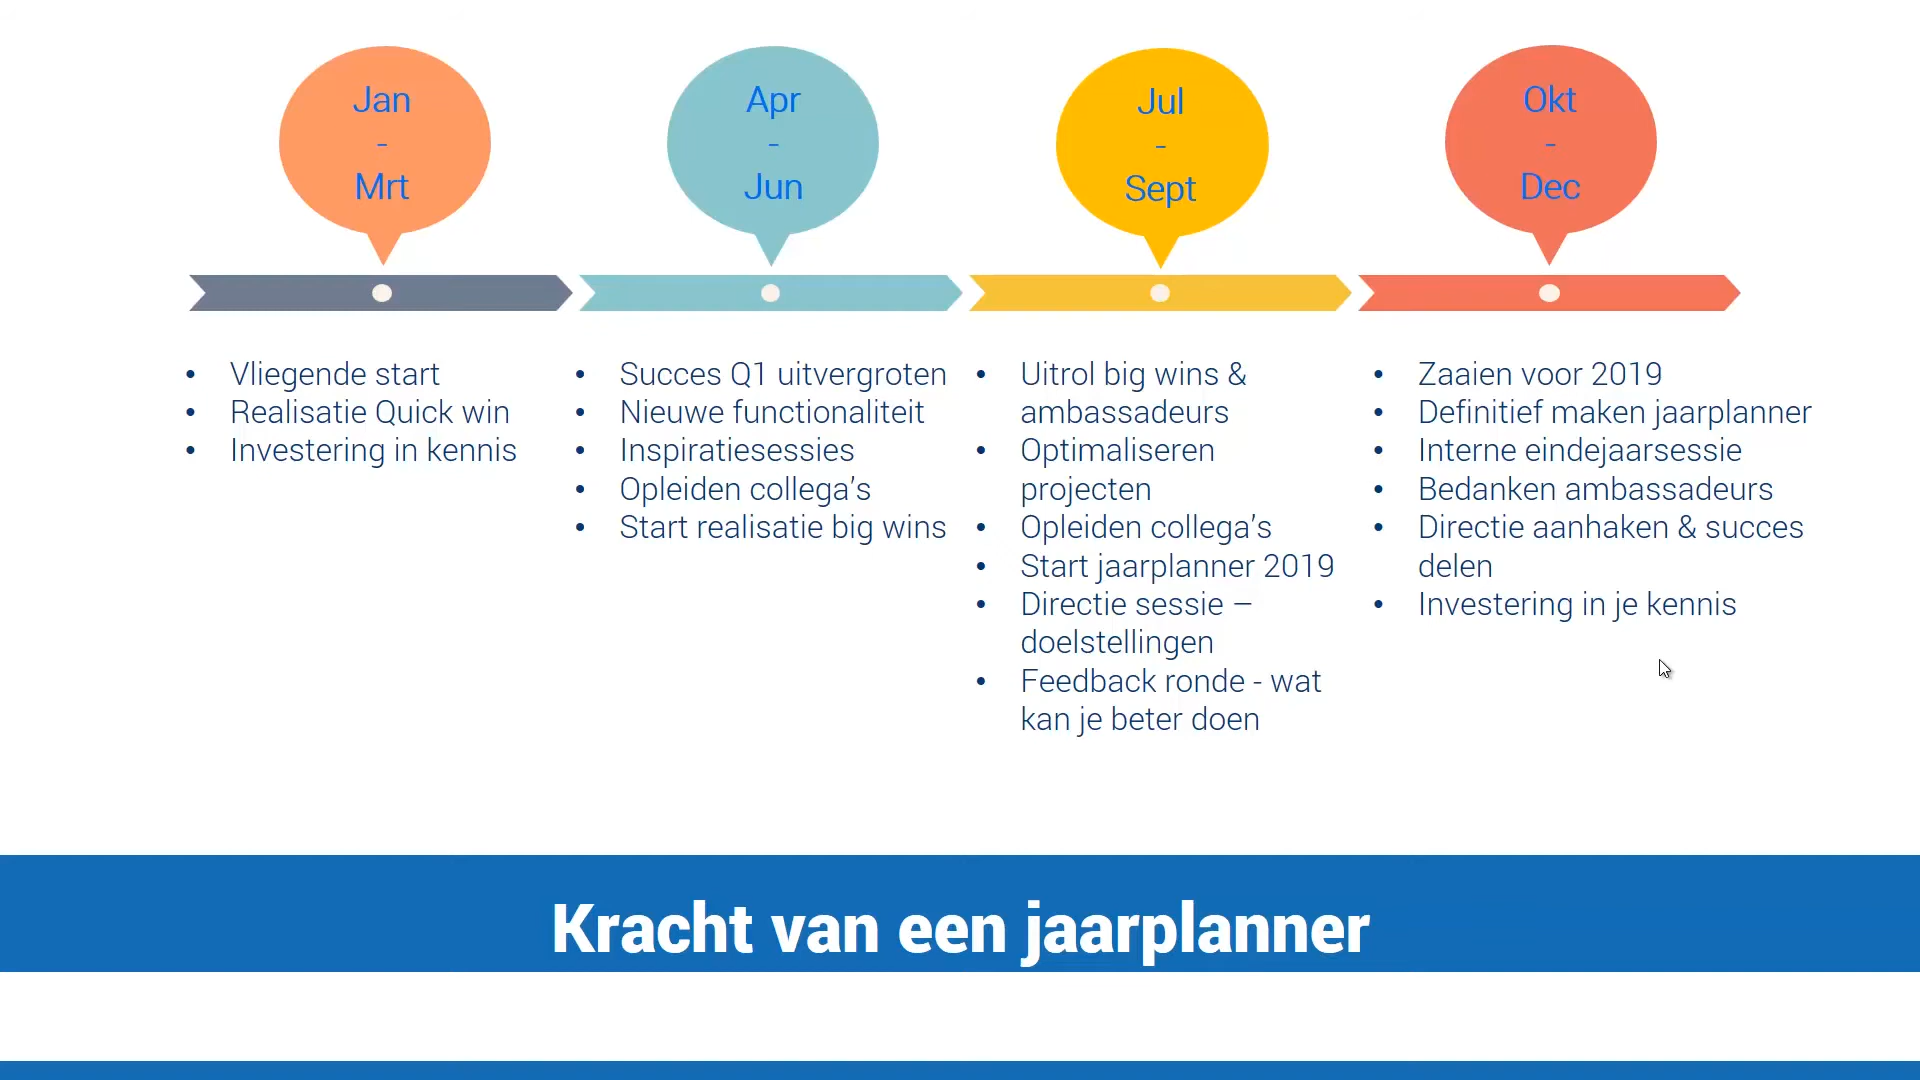 Jan
-
Mrt
Apr
-
Jun
Jul
-
Sept
Okt
-
Dec
• Vliegende start
• Realisatie Quick win
• Investering in kennis
• Succes Q1 uitvergroten
• Nieuwe functionaliteit
• Inspiratiesessies
• Opleiden collega’s
• Start realisatie big wins
• Uitrol big wins &
ambassadeurs
• Optimaliseren
projecten
• Opleiden collega’s
• Start jaarplanner 2019
• Directie sessie –
doelstellingen
• Feedback ronde - wat
kan je beter doen
• Zaaien voor 2019
• Definitief maken jaarplanner
• Interne eindejaarsessie
• Bedanken ambassadeurs
• Directie aanhaken & succes
delen
• Investering in je kennis
Kracht van een jaarplanner